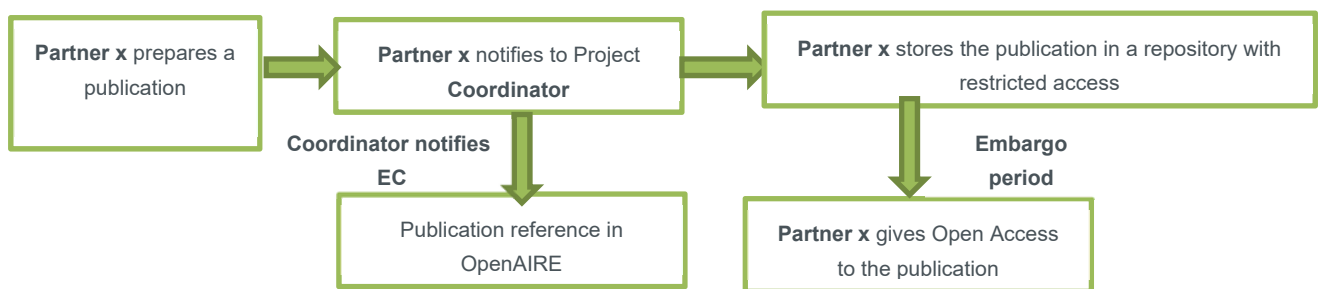 Partner x prepares a
publication
Partner x notifies to Project
Coordinator
Partner x stores the publication in a repository with
restricted access
Coordinator notifies
EC
Embargo
period
Publication reference in
OpenAIRE
Partner x gives Open Access
to the publication